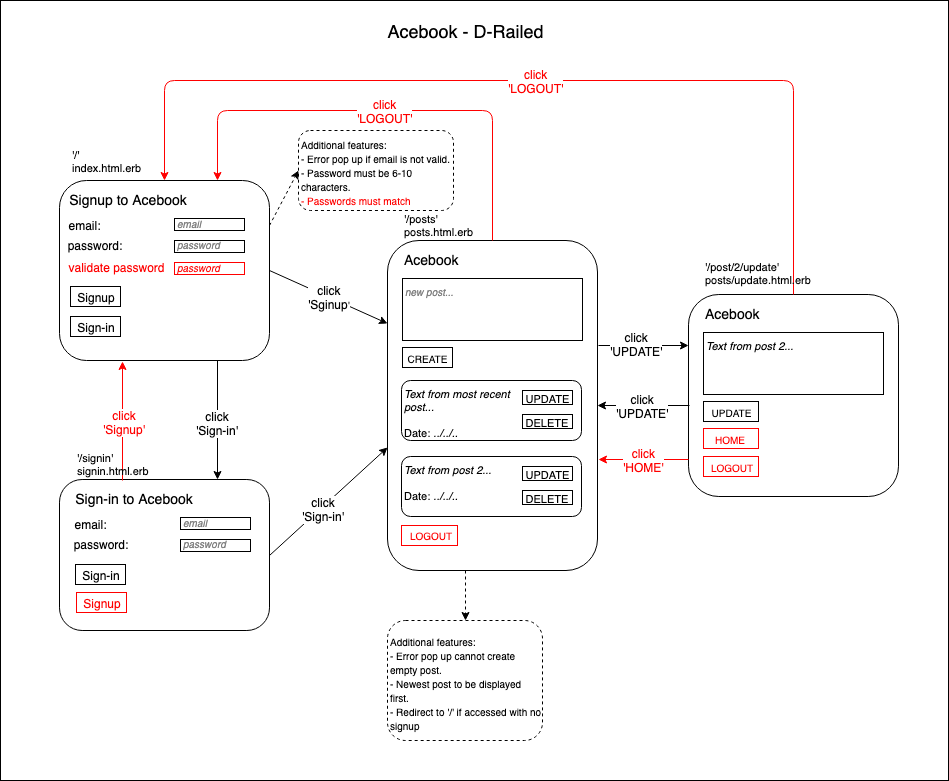 Acebook - D-Railed
click
'LOGOUT'
click
'LOGOUT'
Additional features:
- Error pop up if email is not valid.
- Password must be 6-10
characters.
- Passwords must match
'/'
index.html.erb
Signup to Acebook
email:
email
password:
password
validate password
password
Signup
Sign-in
click
'Sginup'
click
'Signup'
click
'Sign-in'
'/signin'
signin.html.erb
Sign-in to Acebook
email:
email
password:
password
Sign-in
Signup
click
'Sign-in'
'/posts'
posts.html.erb
Acebook
new post...
CREATE
Text from most recent
post...
UPDATE
DELETE
Date: ../../..
Text from post 2...
UPDATE
Date: ../../..
DELETE
LOGOUT
click
'UPDATE'
click
'UPDATE'
click
'HOME'
'/post/2/update'
posts/update.html.erb
Acebook
Text from post 2...
UPDATE
HOME
LOGOUT
Additional features:
- Error pop up cannot create
empty post.
- Newest post to be displayed
first.
- Redirect to '/' if accessed with no
signup